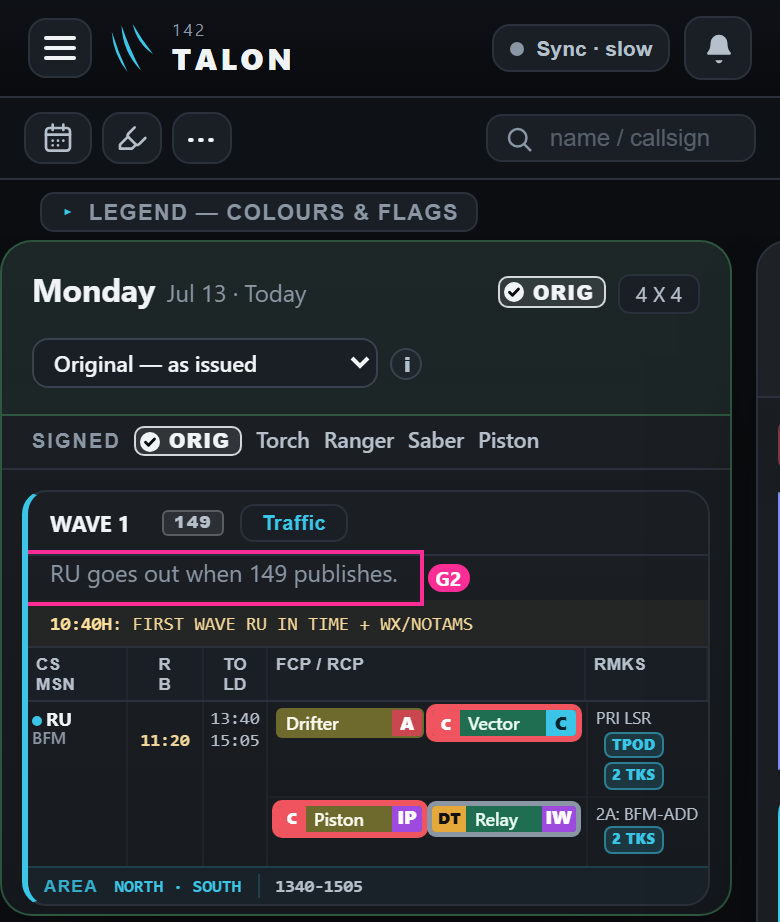 142
TALON
Sync · slow
name / callsign
LEGEND — COLOURS & FLAGS
Monday Jul 13 · Today
ORIG
4 X 4
Original — as issued
i
SIGNED ORIG Torch Ranger Saber Piston
WAVE 1 149 Traffic
RU goes out when 149 publishes.
G2
10:40H: FIRST WAVE RU IN TIME + WX/NOTAMS
CS R TO FCP / RCP RMKS
MSN B LD
RU 13:40 Drifter A C Vector C PRI LSR
BFM 11:20 15:05 TPOD
2 TKS
C Piston IP DT Relay IW 2A: BFM-ADD
2 TKS
AREA NORTH · SOUTH 1340-1505